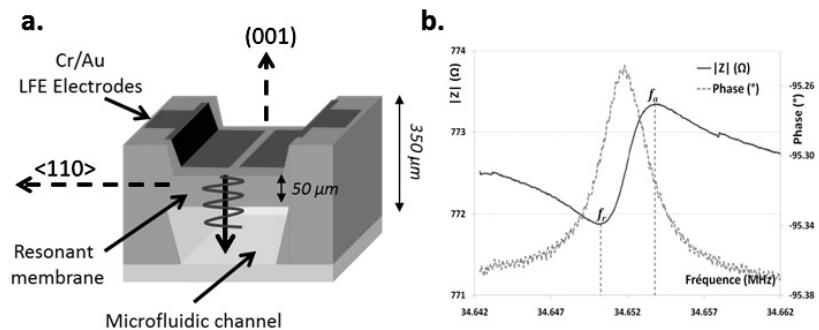 a.
(001)
Cr/Au
LFE Electrodes
<110>
350 µm
50 µm
Resonant
membrane
Microfluidic channel
b.
774
773
772
771
|Z| (Ω)
|Z| (Ω)
Phase (°)
fa
fr
-95.26
-95.30
-95.34
-95.38
Phase (°)
Fréquence (MHz)
34.642
34.647
34.652
34.657
34.662